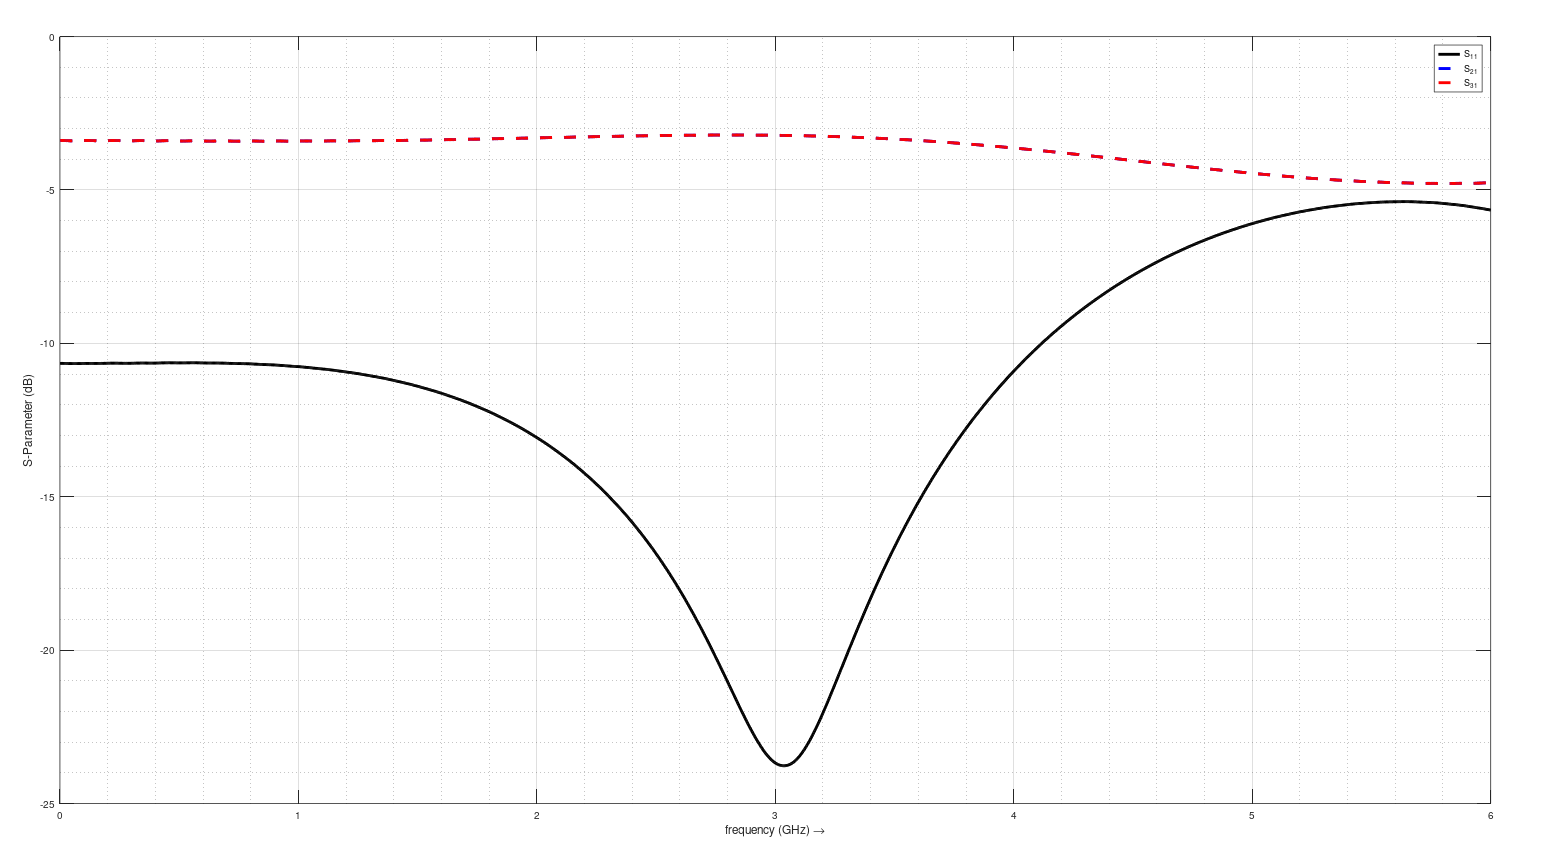 0
-5
-10
-15
-20
-25
S-Parameter (dB)
0 1 2 3 4 5 6
frequency (GHz) →
S₁₁
S₂₁
S₃₁